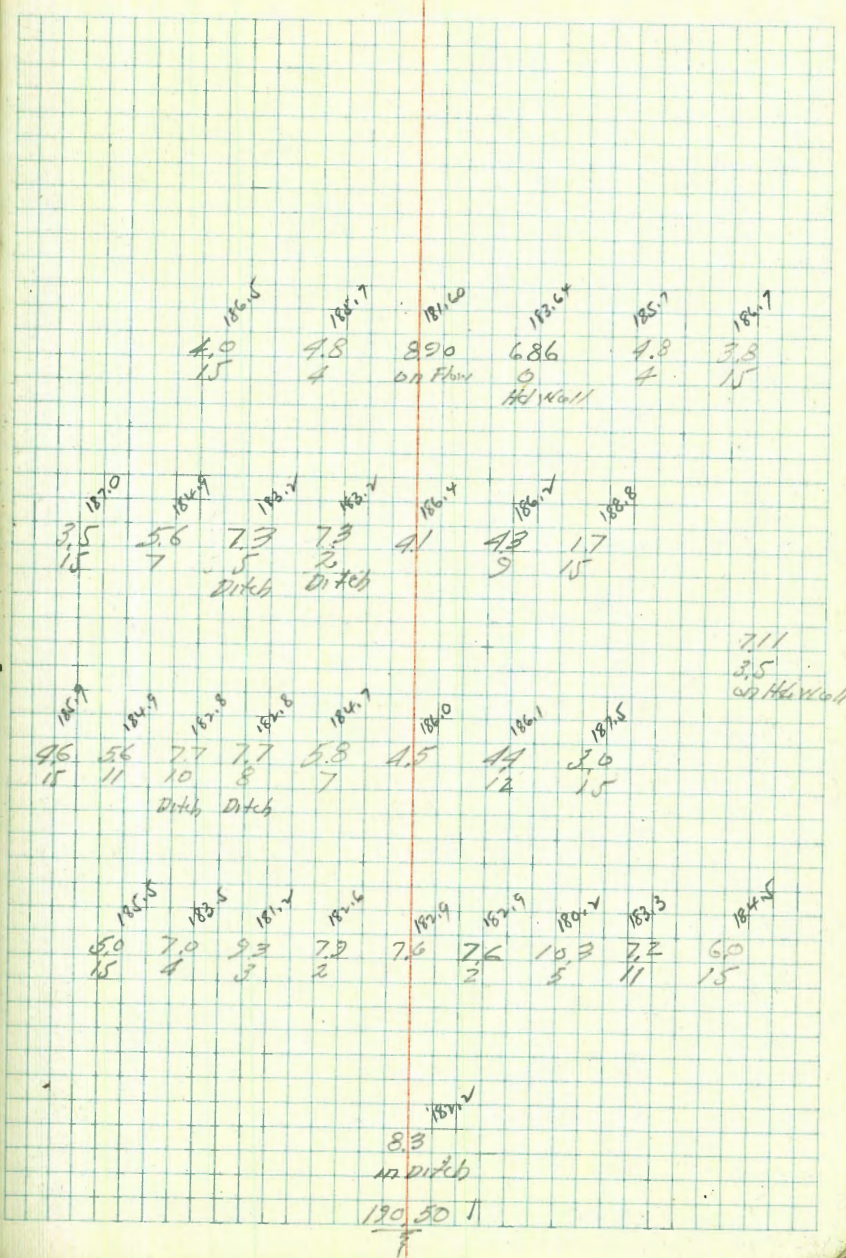 186.5 185.7 181.60 183.64 185.7 186.7
4.0 4.8 8.90 6.86 4.8 3.8
15 4 on Flow 0 4 15
Hd Wall
187.0 184.9 183.2 183.2 186.4 186.2 188.8
3.5 5.6 7.3 7.3 4.1 4.3 1.7
15 7 5 2 9 15
Ditch Ditch
7.11
3.5
on Hd Wall
185.9 184.9 182.8 182.8 184.7 186.0 186.1 187.5
4.6 5.6 7.7 7.7 5.8 4.5 4.4 3.0
15 11 10 8 7 12 15
Ditch Ditch
185.5 183.5 181.2 182.6 182.9 182.9 180.2 183.3 184.5
5.0 7.0 9.3 7.9 7.6 7.6 10.3 7.2 6.0
15 4 3 2 2 5 11 15
182.2
8.3
in Ditch
190.50